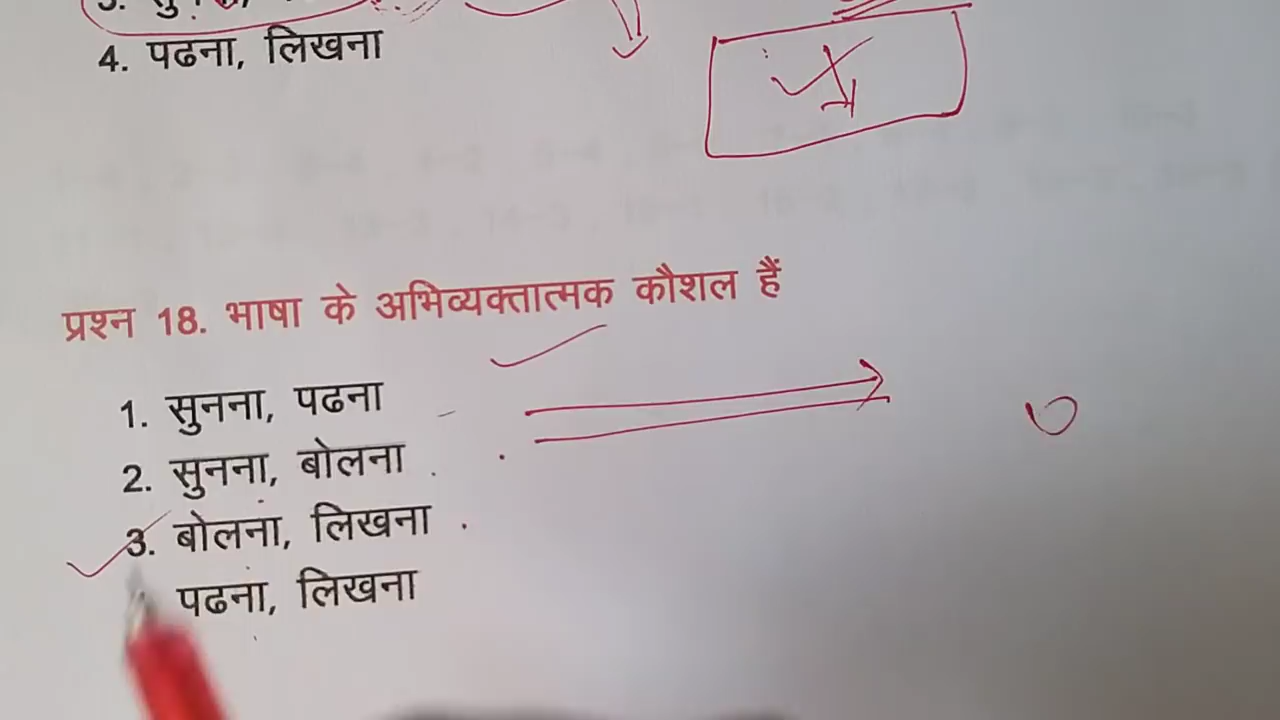 4. पढना, लिखना
प्रश्न 18. भाषा के अभिव्यक्तात्मक कौशल हैं
1. सुनना, पढना
2. सुनना, बोलना
3. बोलना, लिखना
पढना, लिखना